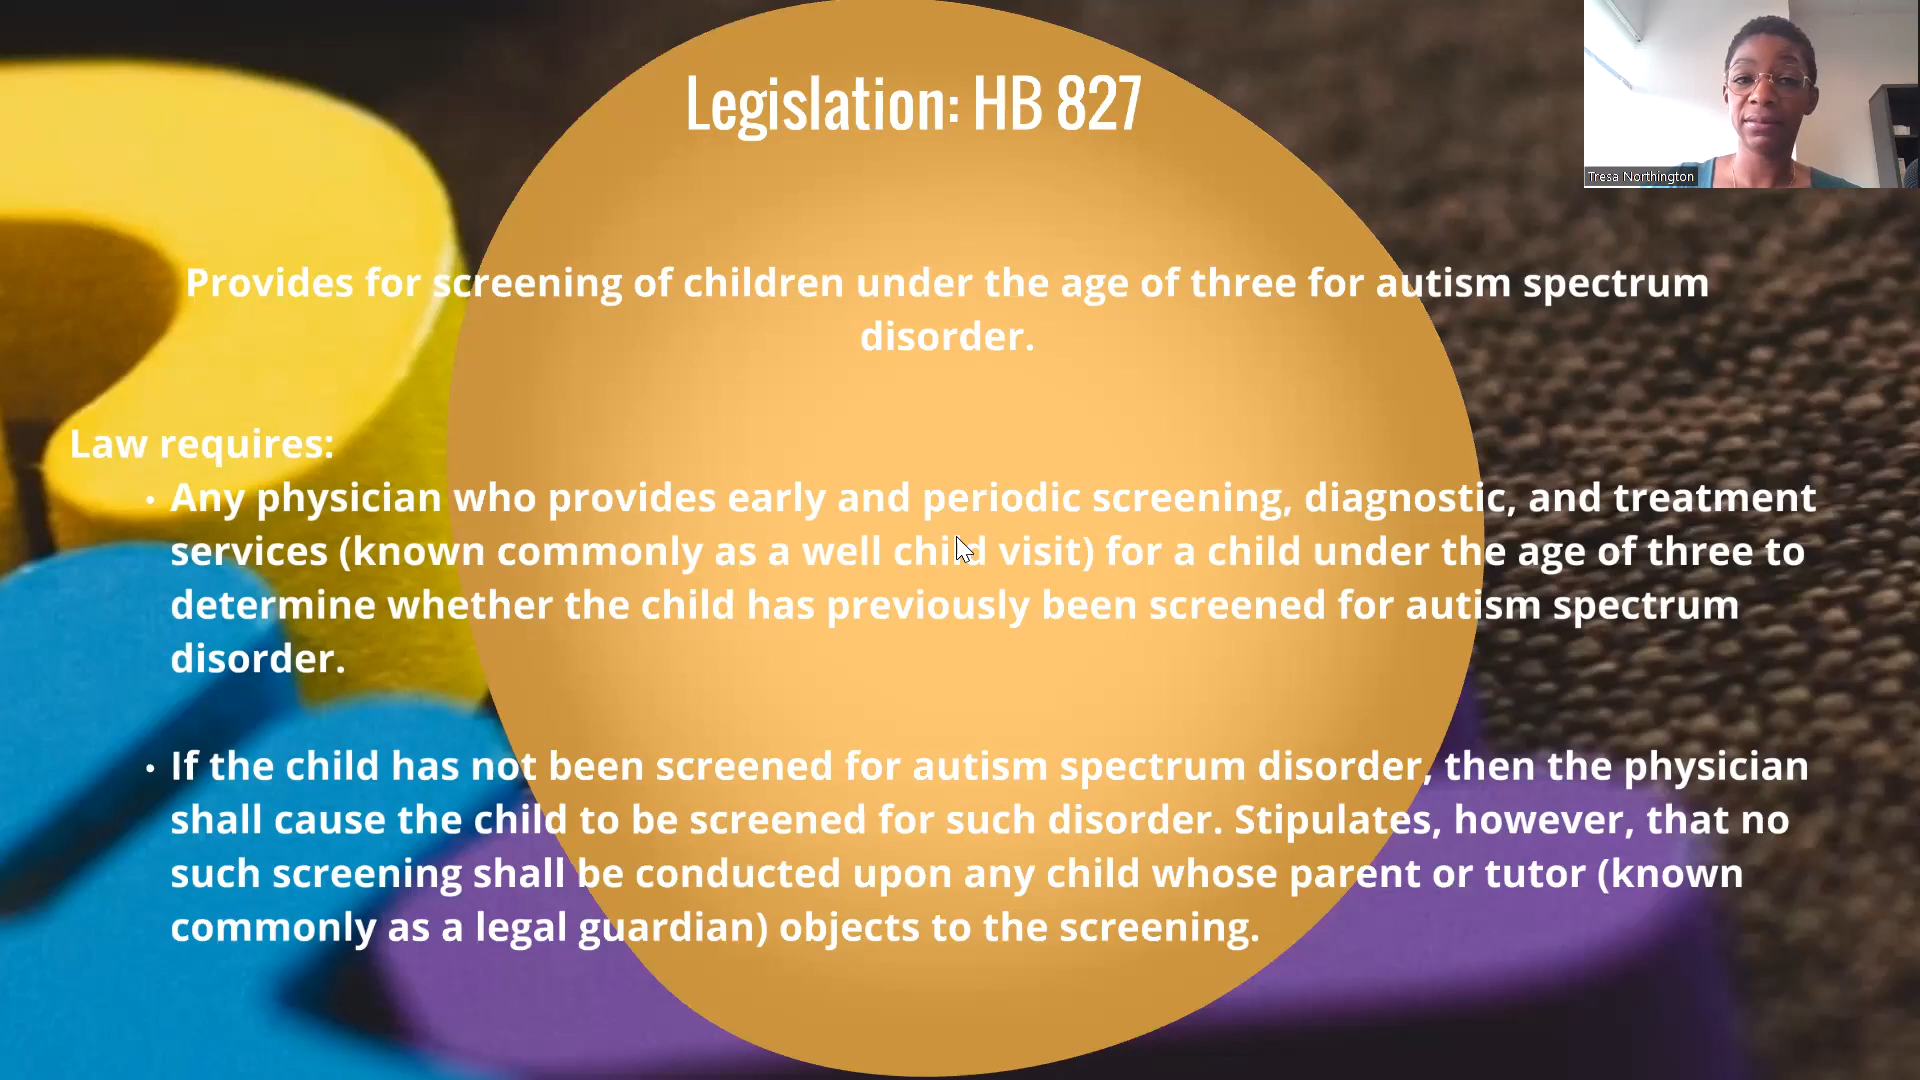 Legislation: HB 827
Tresa Northington
Provides for screening of children under the age of three for autism spectrum
disorder.
Law requires:
• Any physician who provides early and periodic screening, diagnostic, and treatment
services (known commonly as a well child visit) for a child under the age of three to
determine whether the child has previously been screened for autism spectrum
disorder.
• If the child has not been screened for autism spectrum disorder, then the physician
shall cause the child to be screened for such disorder. Stipulates, however, that no
such screening shall be conducted upon any child whose parent or tutor (known
commonly as a legal guardian) objects to the screening.